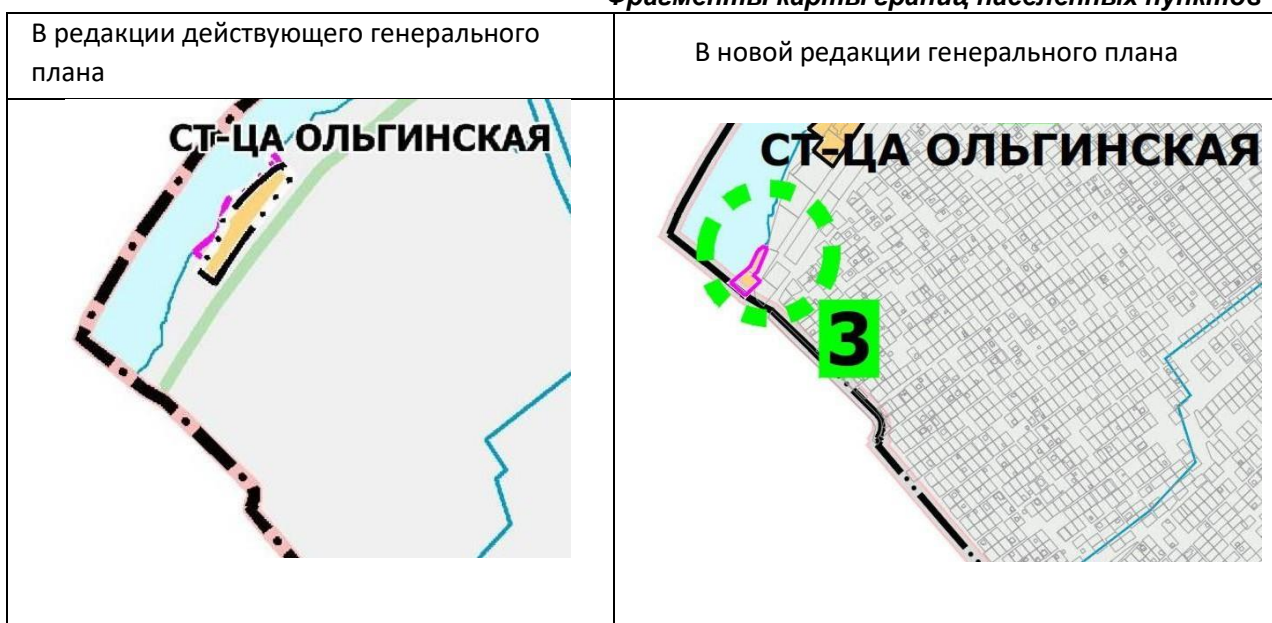 Фрагменты карты границ населенных пунктов
В редакции действующего генерального
плана
В новой редакции генерального плана
СТ-ЦА ОЛЬГИНСКАЯ
СТ-ЦА ОЛЬГИНСКАЯ
3